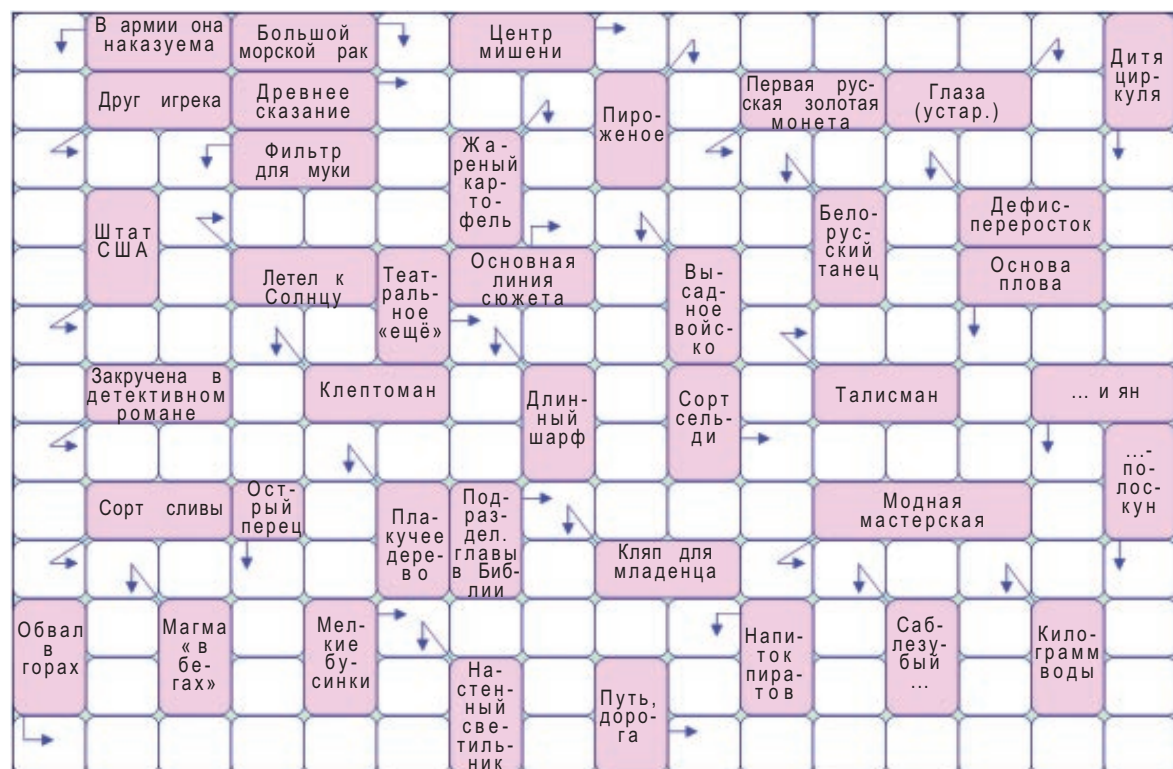 В армии она
наказуема
Большой
морской рак
Центр
мишени
Дитя
цир-
куля
Друг игрека
Древнее
сказание
Пиро-
женое
Первая рус-
ская золотая
монета
Глаза
(устар.)
Фильтр
для муки
Жа-
реный
кар-
то-
фель
Штат
США
Бело-
рус-
ский
танец
Дефис-
переросток
Летел к
Солнцу
Теат-
раль-
ное
«ещё»
Основная
линия
сюжета
Вы-
сад-
ное
войс-
ко
Основа
плова
Закручена в
детективном
романе
Клептоман
Длин-
ный
шарф
Сорт
сель-
ди
Талисман
... и ян
...-
по-
лос-
кун
Сорт сливы
Ост-
рый
перец
Пла-
кучее
дере-
во
Под-
раз-
дел.
главы
в Биб-
лии
Модная
мастерская
Кляп для
младенца
Обвал
в
горах
Магма
«в
бе-
гах»
Мел-
кие
бу-
синки
Нас-
тен-
ный
све-
тиль-
ник
Путь,
доро-
га
Напи-
ток
пира-
тов
Саб-
лезу-
бый
...
Кило-
грамм
воды